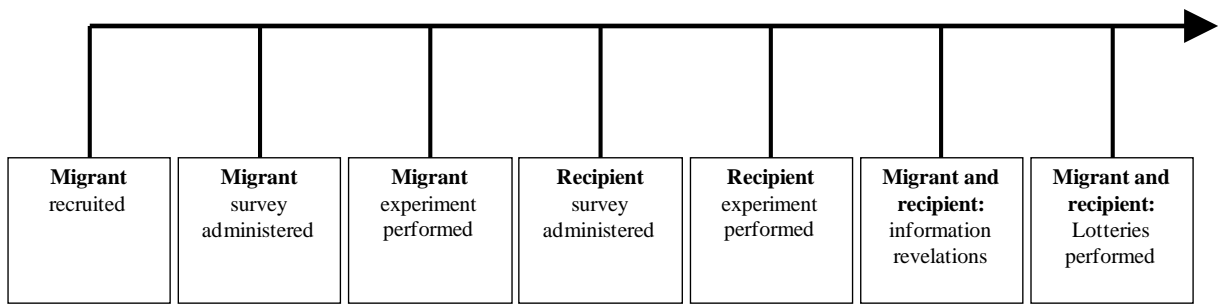 Migrant
recruited
Migrant
survey
administered
Migrant
experiment
performed
Recipient
survey
administered
Recipient
experiment
performed
Migrant and
recipient:
information
revelations
Migrant and
recipient:
Lotteries
performed